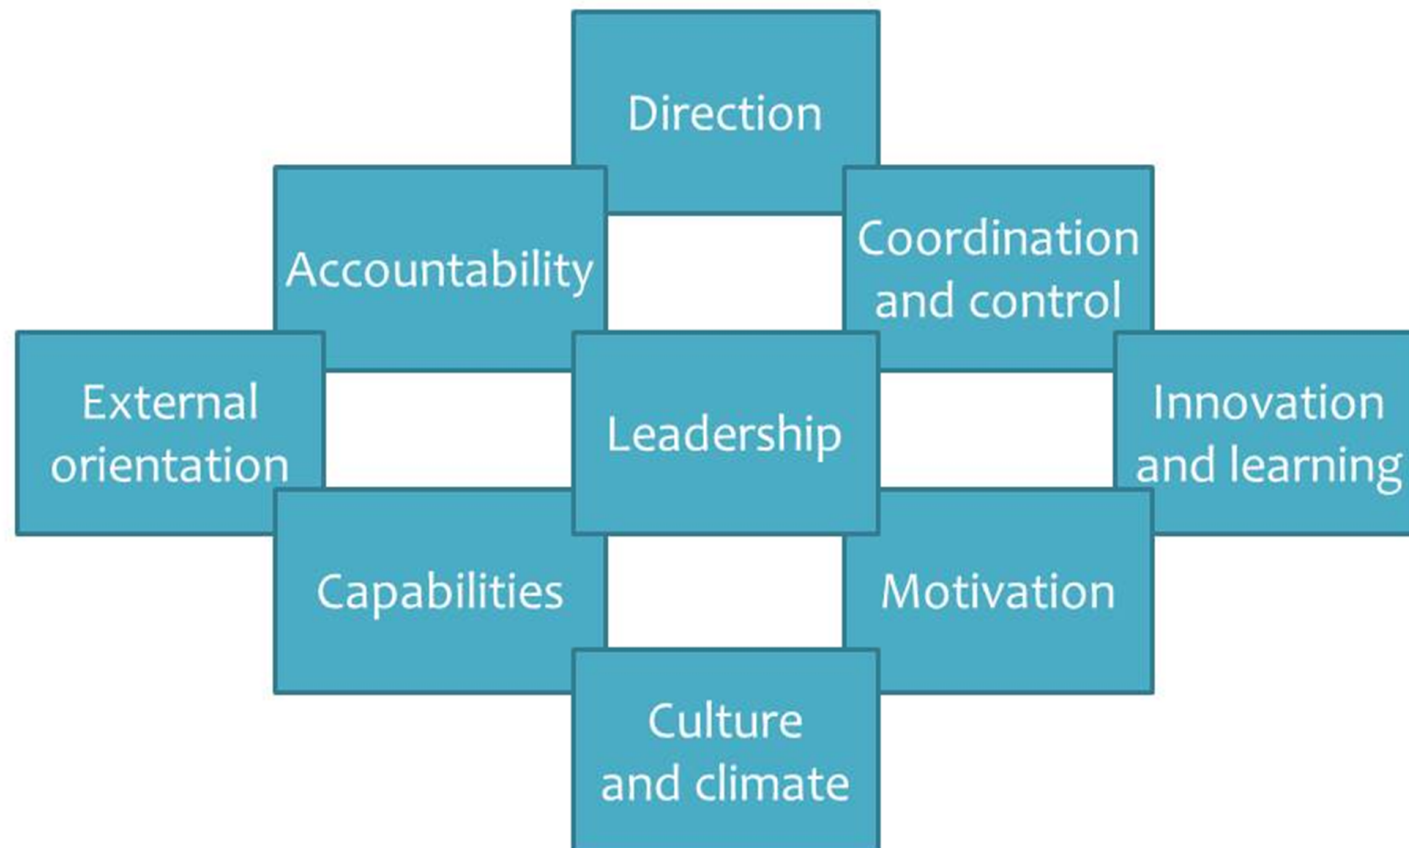 Direction
Accountability
Coordination
and control
External
orientation
Leadership
Innovation
and learning
Capabilities
Motivation
Culture
and climate